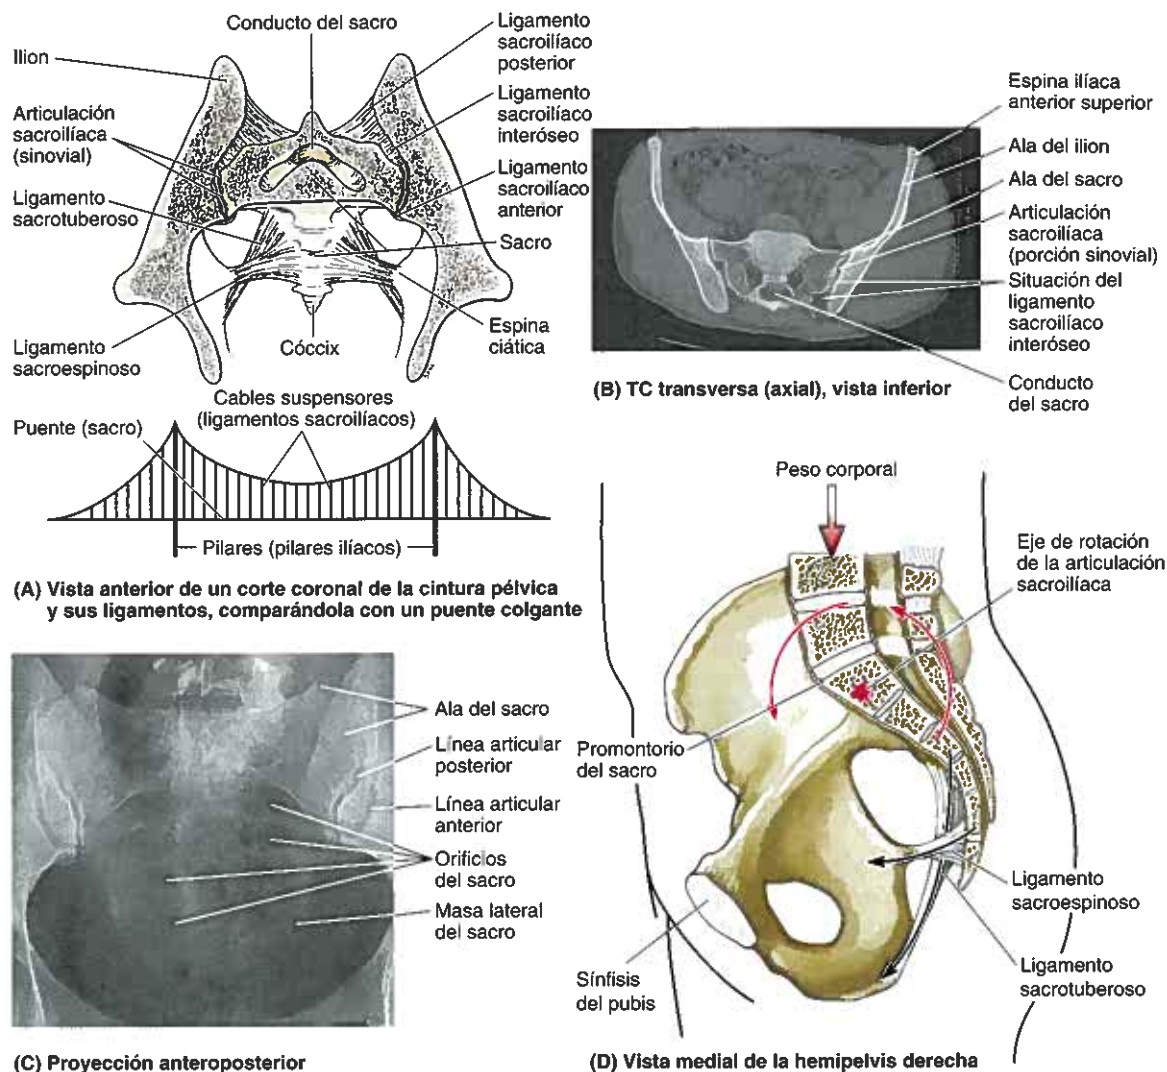 Conducto del sacro
Ilion
Articulación
sacroilíaca
(sinovial)
Ligamento
sacrotuberoso
Ligamento
sacroespinoso
Ligamento
sacroilíaco
posterior
Ligamento
sacroilíaco
interóseo
Ligamento
sacroilíaco
anterior
Sacro
Espina
ciática
Cóccix
Cables suspensores
(ligamentos sacroilíacos)
Puente (sacro)
Pilares (pilares ilíacos)
(A) Vista anterior de un corte coronal de la cintura pélvica
y sus ligamentos, comparándola con un puente colgante
Espina ilíaca
anterior superior
Ala del ilion
Ala del sacro
Articulación
sacroilíaca
(porción sinovial)
Situación del
ligamento
sacroilíaco
interóseo
Conducto
del sacro
(B) TC transversa (axial), vista inferior
Ala del sacro
Línea articular
posterior
Línea articular
anterior
Orificios
del sacro
Masa lateral
del sacro
(C) Proyección anteroposterior
Peso corporal
Eje de rotación
de la articulación
sacroilíaca
Promontorio
del sacro
Sínfisis
del pubis
Ligamento
sacroespinoso
Ligamento
sacrotuberoso
(D) Vista medial de la hemipelvis derecha